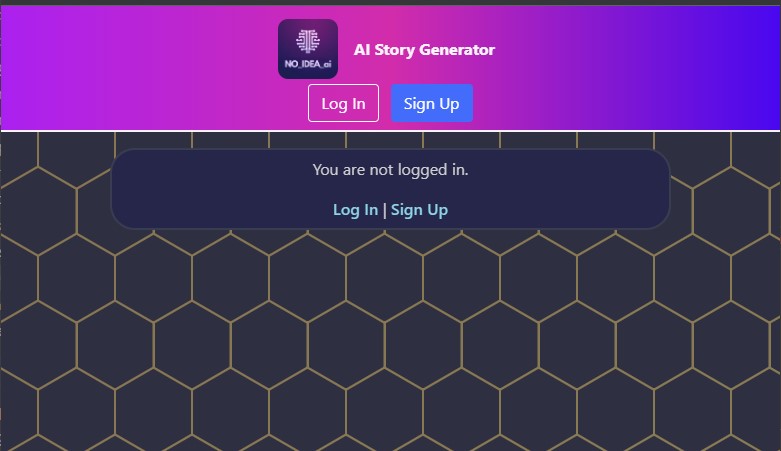 NO_IDEA_ai
AI Story Generator
Log In Sign Up
You are not logged in.
Log In | Sign Up